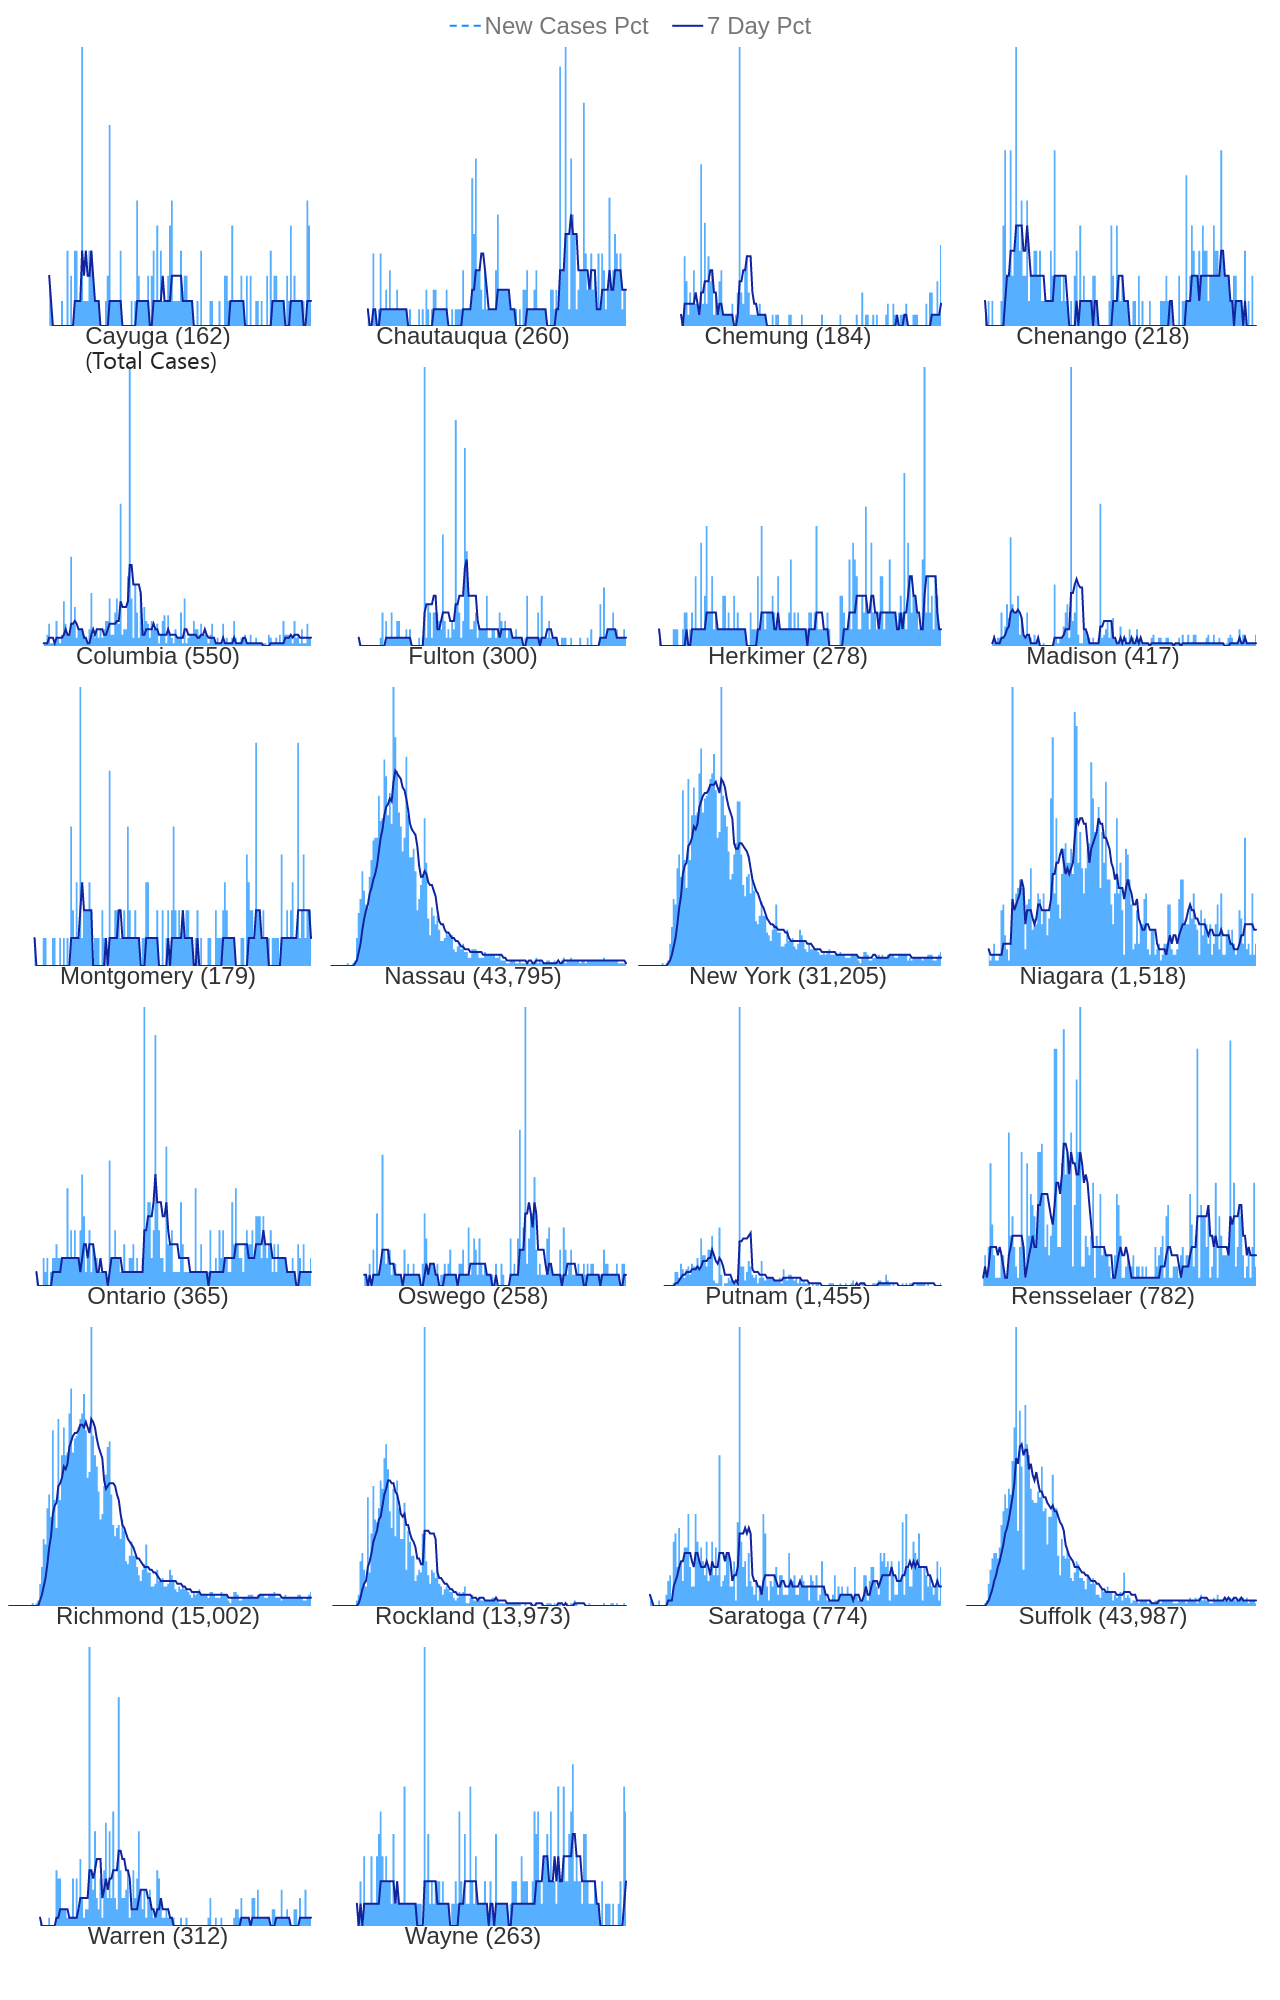 New Cases Pct 7 Day Pct
Cayuga (162) Chautauqua (260) Chemung (184) Chenango (218)
(Total Cases)
Columbia (550) Fulton (300) Herkimer (278) Madison (417)
Montgomery (179) Nassau (43,795) New York (31,205) Niagara (1,518)
Ontario (365) Oswego (258) Putnam (1,455) Rensselaer (782)
Richmond (15,002) Rockland (13,973) Saratoga (774) Suffolk (43,987)
Warren (312) Wayne (263)